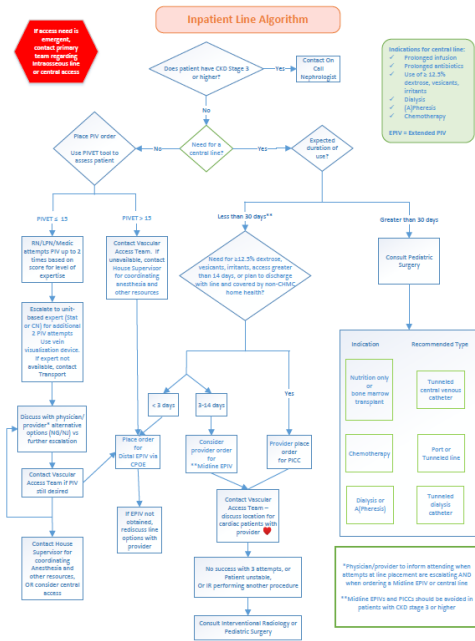 Inpatient Line Algorithm
If access need is
emergent,
contact primary
team regarding
intraosseous line
or central access
Does patient have CKD Stage 3
or higher?
Yes
Contact On
Call
Nephrologist
Indications for central line:
✓ Prolonged infusion
✓ Prolonged antibiotics
✓ Use of ≥ 12.5%
dextrose, vesicants,
irritants
✓ Dialysis
✓ (A)Pheresis
✓ Chemotherapy
EPIV = Extended PIV
No
Place PIV order
Use PIVET tool to
assess patient
No
Need for a
central line?
Yes
Expected
duration of
use?
PIVET ≤ 13
PIVET > 13
Less than 30 days**
Greater than 30 days
RN/LPN/Medic
attempts PIV up to 2
times based on
score for level of
expertise
Contact Vascular
Access Team. If
unavailable, contact
House Supervisor
for coordinating
anesthesia and
other resources
Need for ≥12.5% dextrose,
vesicants, irritants, access greater
than 14 days, or plan to discharge
with line and covered by non-CHMC
home health?
Consult Pediatric
Surgery
Escalate to unit-
based expert (Stat
or CN) for additional
2 PIV attempts
Use vein
visualization device.
If expert not
available, contact
Transport
Indication
Recommended Type
Nutrition only
or
bone marrow
transplant
Tunneled
central venous
catheter
< 3 days
3-14 days
Yes
Discuss with physician/
provider* alternative
options (NG/NJ) vs
further escalation
Place order
for
Distal EPIV via
CPOE
Consider
provider order
for
**Midline EPIV
Provider place
order
for PICC
Chemotherapy
Port or
Tunneled line
Contact Vascular
Access Team if PIV
still desired
Contact Vascular
Access Team –
discuss location for
cardiac patients with
provider
Dialysis or
A(Pheresis)
Tunneled
dialysis
catheter
If EPIV not
obtained,
rediscuss line
options with
provider
Contact House
Supervisor for
coordinating
Anesthesia and
other resources,
OR consider central
access
No success with 3 attempts, or
Patient unstable,
Or IR performing another procedure
*Physician/provider to inform attending when
attempts at line placement are escalating AND
when ordering a Midline EPIV or central line
**Midline EPIVs and PICCs should be avoided in
patients with CKD stage 3 or higher
Consult Interventional Radiology or
Pediatric Surgery